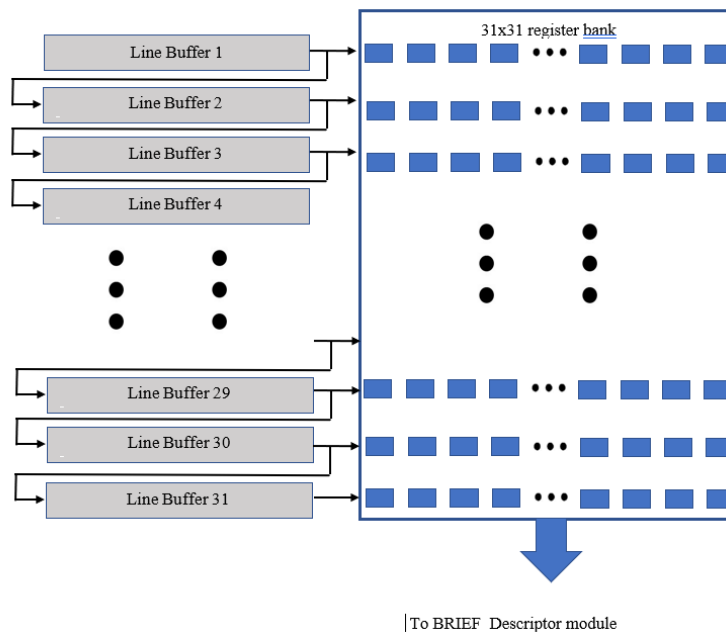 31x31 register bank
Line Buffer 1
Line Buffer 2
Line Buffer 3
Line Buffer 4
Line Buffer 29
Line Buffer 30
Line Buffer 31
To BRIEF Descriptor module